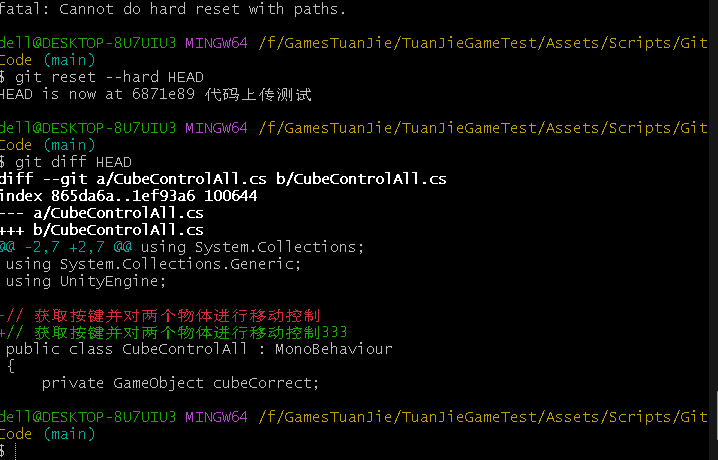 fatal: Cannot do hard reset with paths.
dell@DESKTOP-8U7UIU3 MINGW64 /f/GamesTuanJie/TuanJieGameTest/Assets/Scripts/Git
Code (main)
$ git reset --hard HEAD
HEAD is now at 6871e89 代码上传测试
dell@DESKTOP-8U7UIU3 MINGW64 /f/GamesTuanJie/TuanJieGameTest/Assets/Scripts/Git
Code (main)
$ git diff HEAD
diff --git a/CubeControlAll.cs b/CubeControlAll.cs
index 865da6a..1ef93a6 100644
--- a/CubeControlAll.cs
+++ b/CubeControlAll.cs
@@ -2,7 +2,7 @@ using System.Collections;
using System.Collections.Generic;
using UnityEngine;
-// 获取按键并对两个物体进行移动控制
+// 获取按键并对两个物体进行移动控制333
public class CubeControlAll : MonoBehaviour
{
private GameObject cubeCorrect;
dell@DESKTOP-8U7UIU3 MINGW64 /f/GamesTuanJie/TuanJieGameTest/Assets/Scripts/Git
Code (main)
$